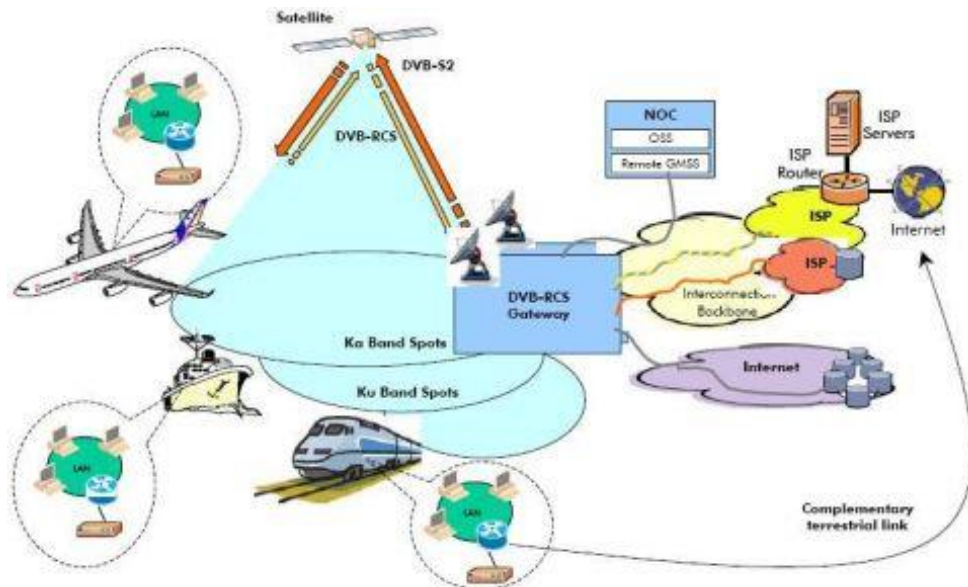 Satellite
DVB-S2
DVB-RCS
LAN
NOC
OSS
Remote GMSS
ISP
Servers
ISP
Router
ISP
Internet
ISP
DVB-RCS
Gateway
Interconnection
Backbone
Ka Band Spots
Internet
Ku Band Spots
LAN
LAN
Complementary
terrestrial link